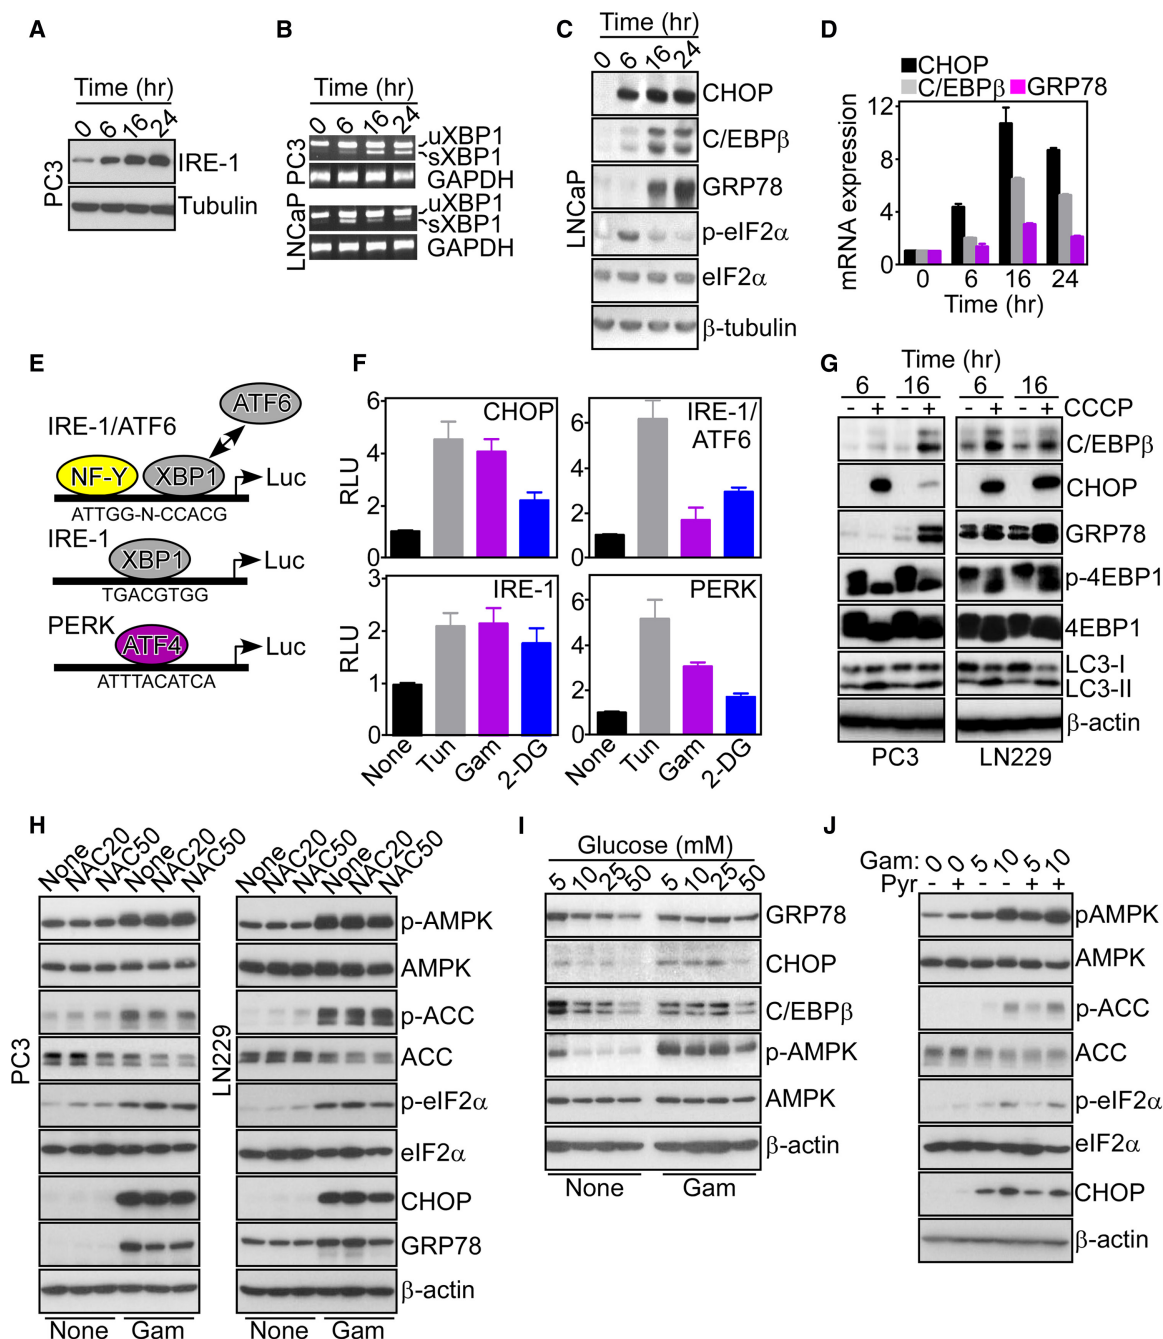 A
Time (hr)
0 6 16 24
PC3
IRE-1
Tubulin
B
Time (hr)
0 6 16 24
PC3
uXBP1
sXBP1
GAPDH
LNCaP
uXBP1
sXBP1
GAPDH
C
Time (hr)
0 6 16 24
LNCaP
CHOP
C/EBPβ
GRP78
p-eIF2α
eIF2α
β-tubulin
D
CHOP
C/EBPβ GRP78
mRNA expression
12
8
4
0
0 6 16 24
Time (hr)
E
ATF6
IRE-1/ATF6
NF-Y XBP1 Luc
ATTGG-N-CCACG
IRE-1
XBP1 Luc
TGACGTGG
PERK
ATF4 Luc
ATTTACATCA
F
RLU
6
4
2
0
CHOP
6
4
2
0
IRE-1/
ATF6
RLU
3
2
1
0
IRE-1
6
4
2
0
PERK
None Tun Gam 2-DG
None Tun Gam 2-DG
G
Time (hr)
6 16 6 16
- + - + - + - + CCCP
C/EBPβ
CHOP
GRP78
p-4EBP1
4EBP1
LC3-I
LC3-II
β-actin
PC3 LN229
H
None NAC20 NAC50 None NAC20 NAC50
None NAC20 NAC50 None NAC20 NAC50
PC3
LN229
p-AMPK
AMPK
p-ACC
ACC
p-eIF2α
eIF2α
CHOP
GRP78
β-actin
None Gam None Gam
I
Glucose (mM)
5 10 25 50 5 10 25 50
GRP78
CHOP
C/EBPβ
p-AMPK
AMPK
β-actin
None Gam
J
Gam: 0 0 5 10 5 10
Pyr - + - - + +
pAMPK
AMPK
p-ACC
ACC
p-eIF2α
eIF2α
CHOP
β-actin